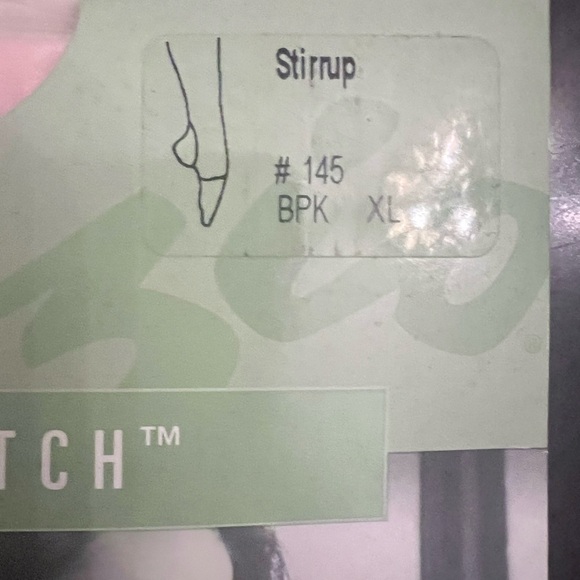 Stirrup
# 145
BPK XL
TCH™